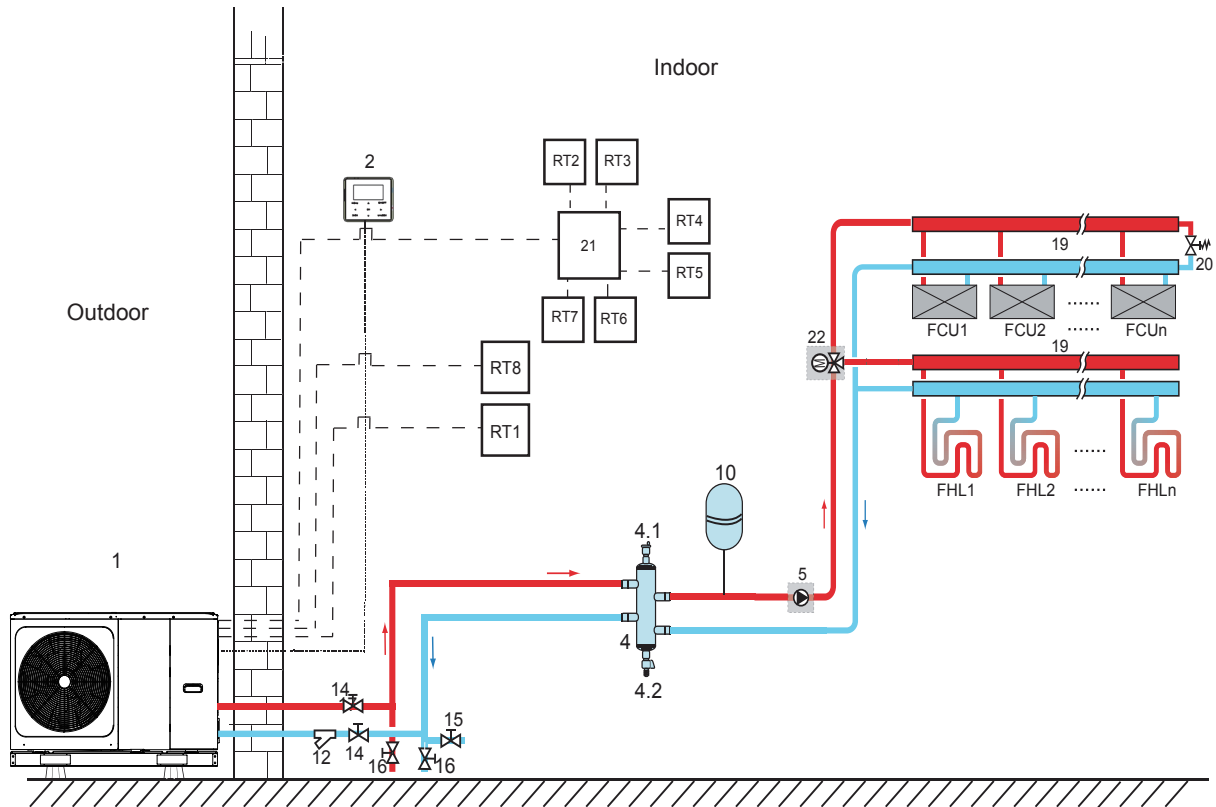 Indoor
Outdoor
2
RT2
RT3
RT4
21
RT5
RT7
RT6
RT8
RT1
19
20
FCU1
FCU2
......
......
FCUn
22
19
FHL1
FHL2
......
......
FHLn
10
4.1
5
4
4.2
1
14
15
12
14
16
16